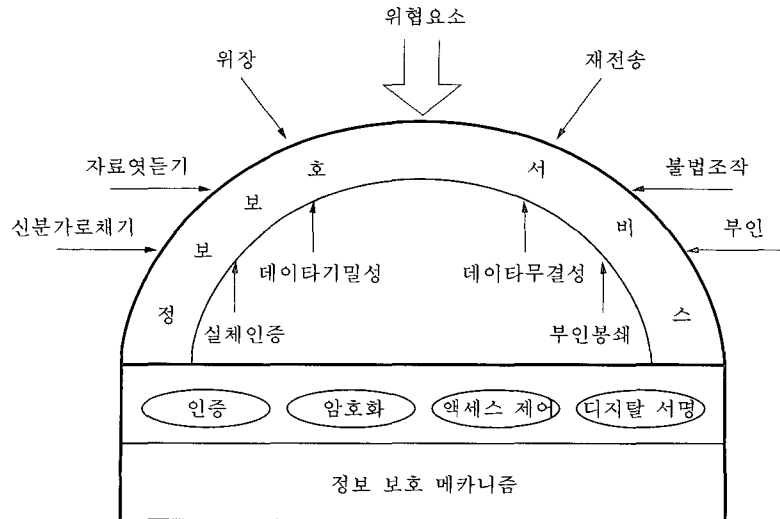 위협요소
위장
재전송
자료엿듣기
호
서
불법조작
보
신분가로채기
보
비
부인
데이타기밀성
데이타무결성
정
실체인증
부인봉쇄
스
인증
암호화
액세스 제어
디지탈 서명
정보 보호 메카니즘